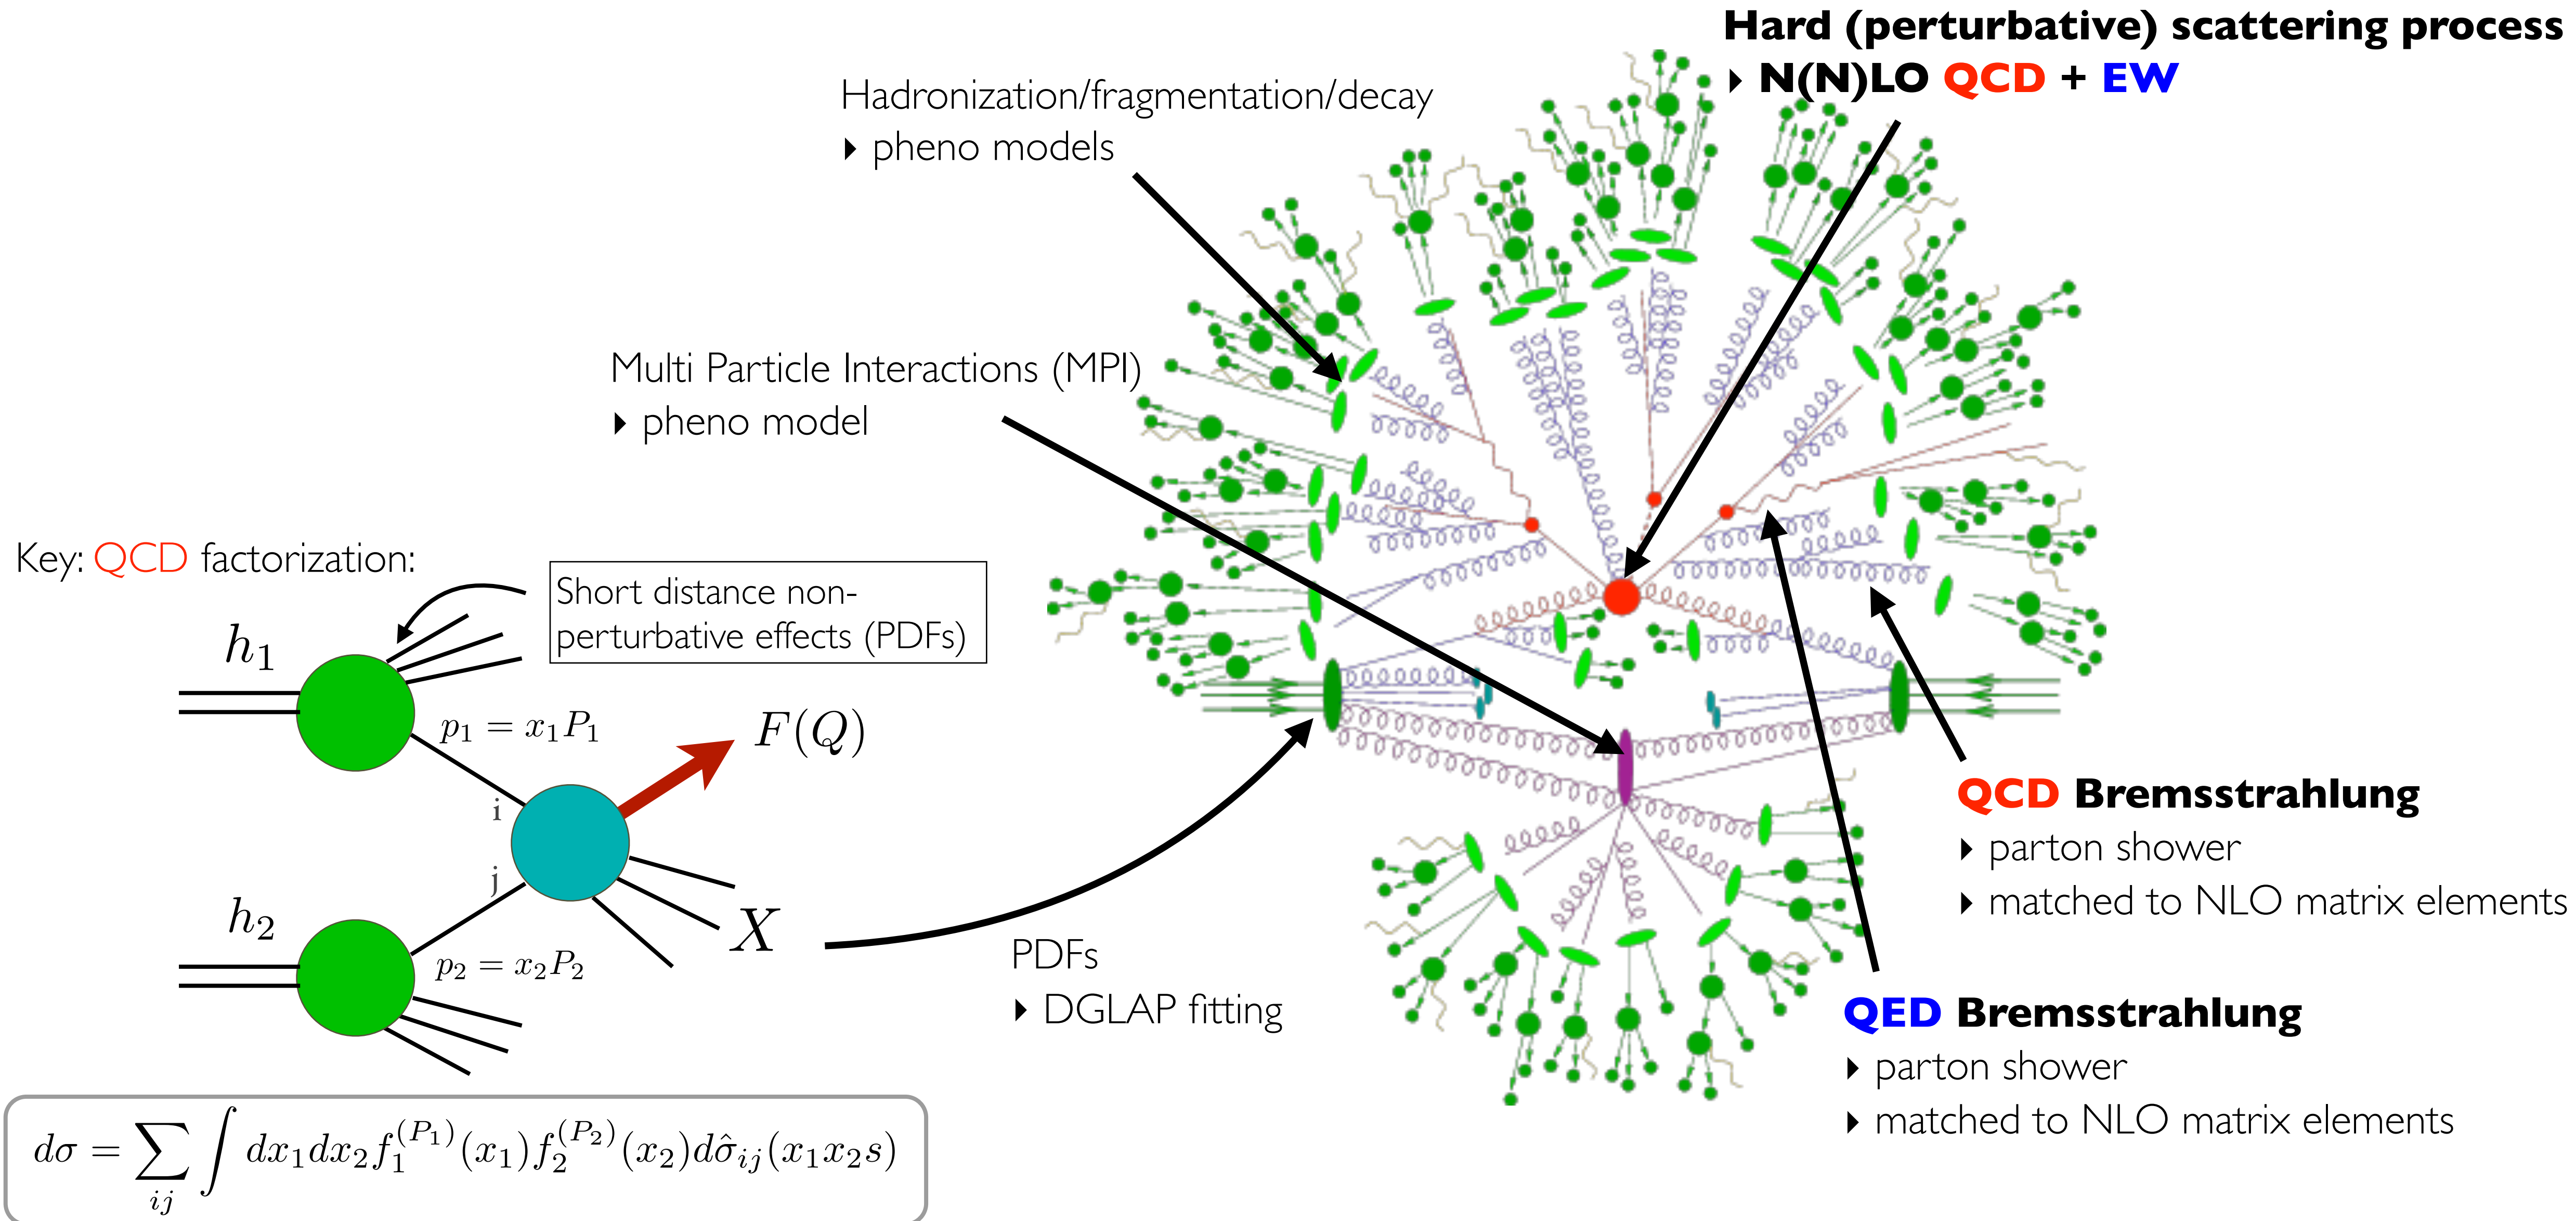 Hard (perturbative) scattering process
‣ N(N)LO QCD + EW
Hadronization/fragmentation/decay
‣ pheno models
Multi Particle Interactions (MPI)
‣ pheno model
Key: QCD factorization:
Short distance non-
perturbative effects (PDFs)
h₁
p₁ = x₁P₁
F(Q)
i
j
h₂
X
p₂ = x₂P₂
PDFs
‣ DGLAP fitting
QCD Bremsstrahlung
‣ parton shower
‣ matched to NLO matrix elements
QED Bremsstrahlung
‣ parton shower
‣ matched to NLO matrix elements
dσ = ∑_{ij} ∫ dx₁dx₂f₁^{(P₁)}(x₁)f₂^{(P₂)}(x₂)dσ̂_{ij}(x₁x₂s)